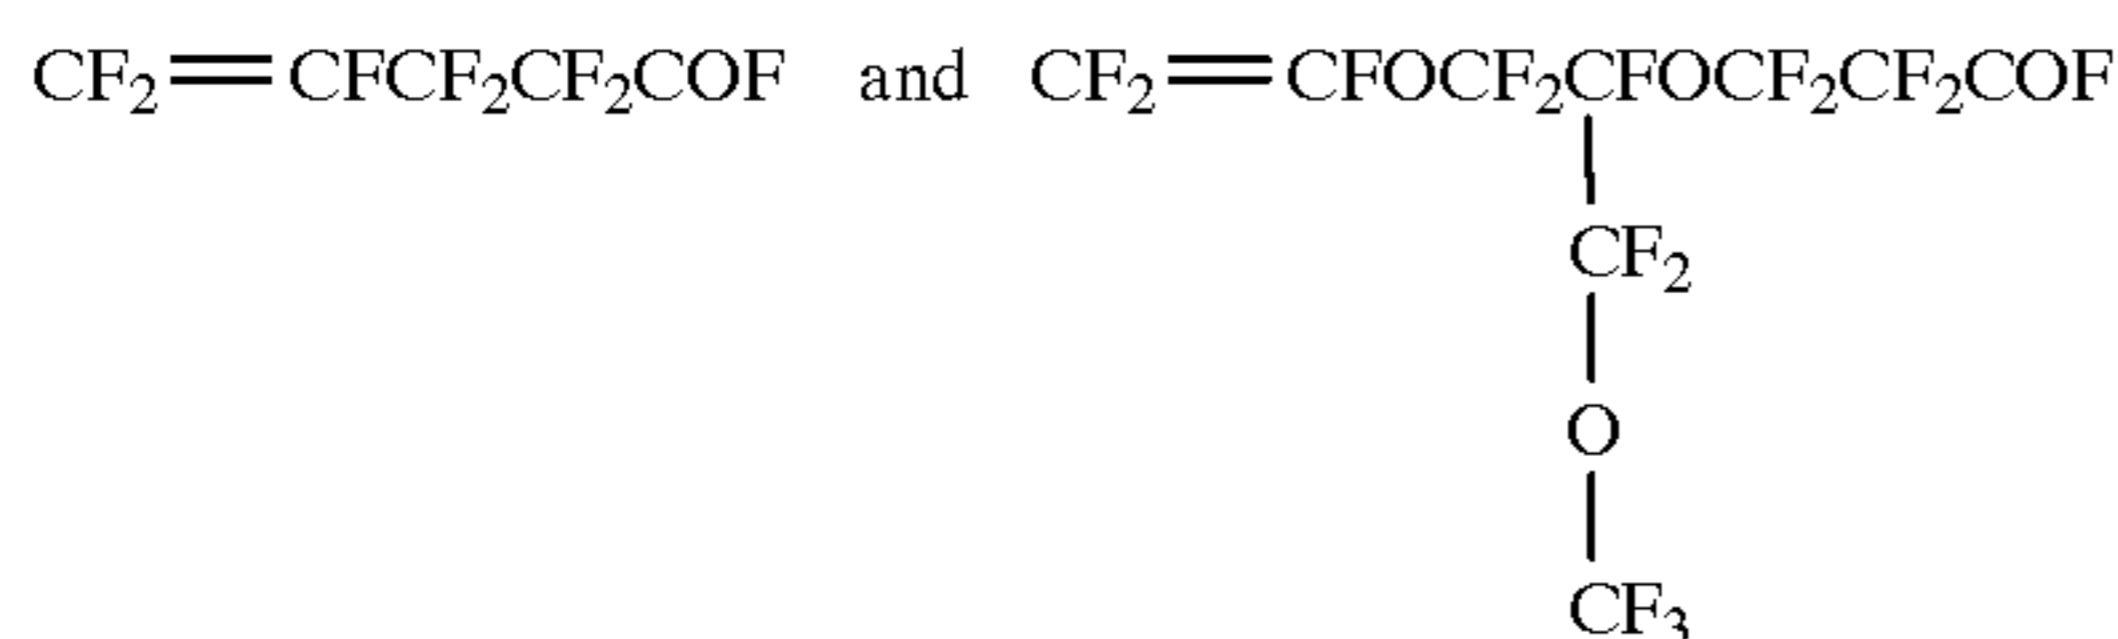 CF₂=CFCF₂CF₂COF and CF₂=CFOCF₂CFOCF₂CF₂COF
CF₂
O
CF₃